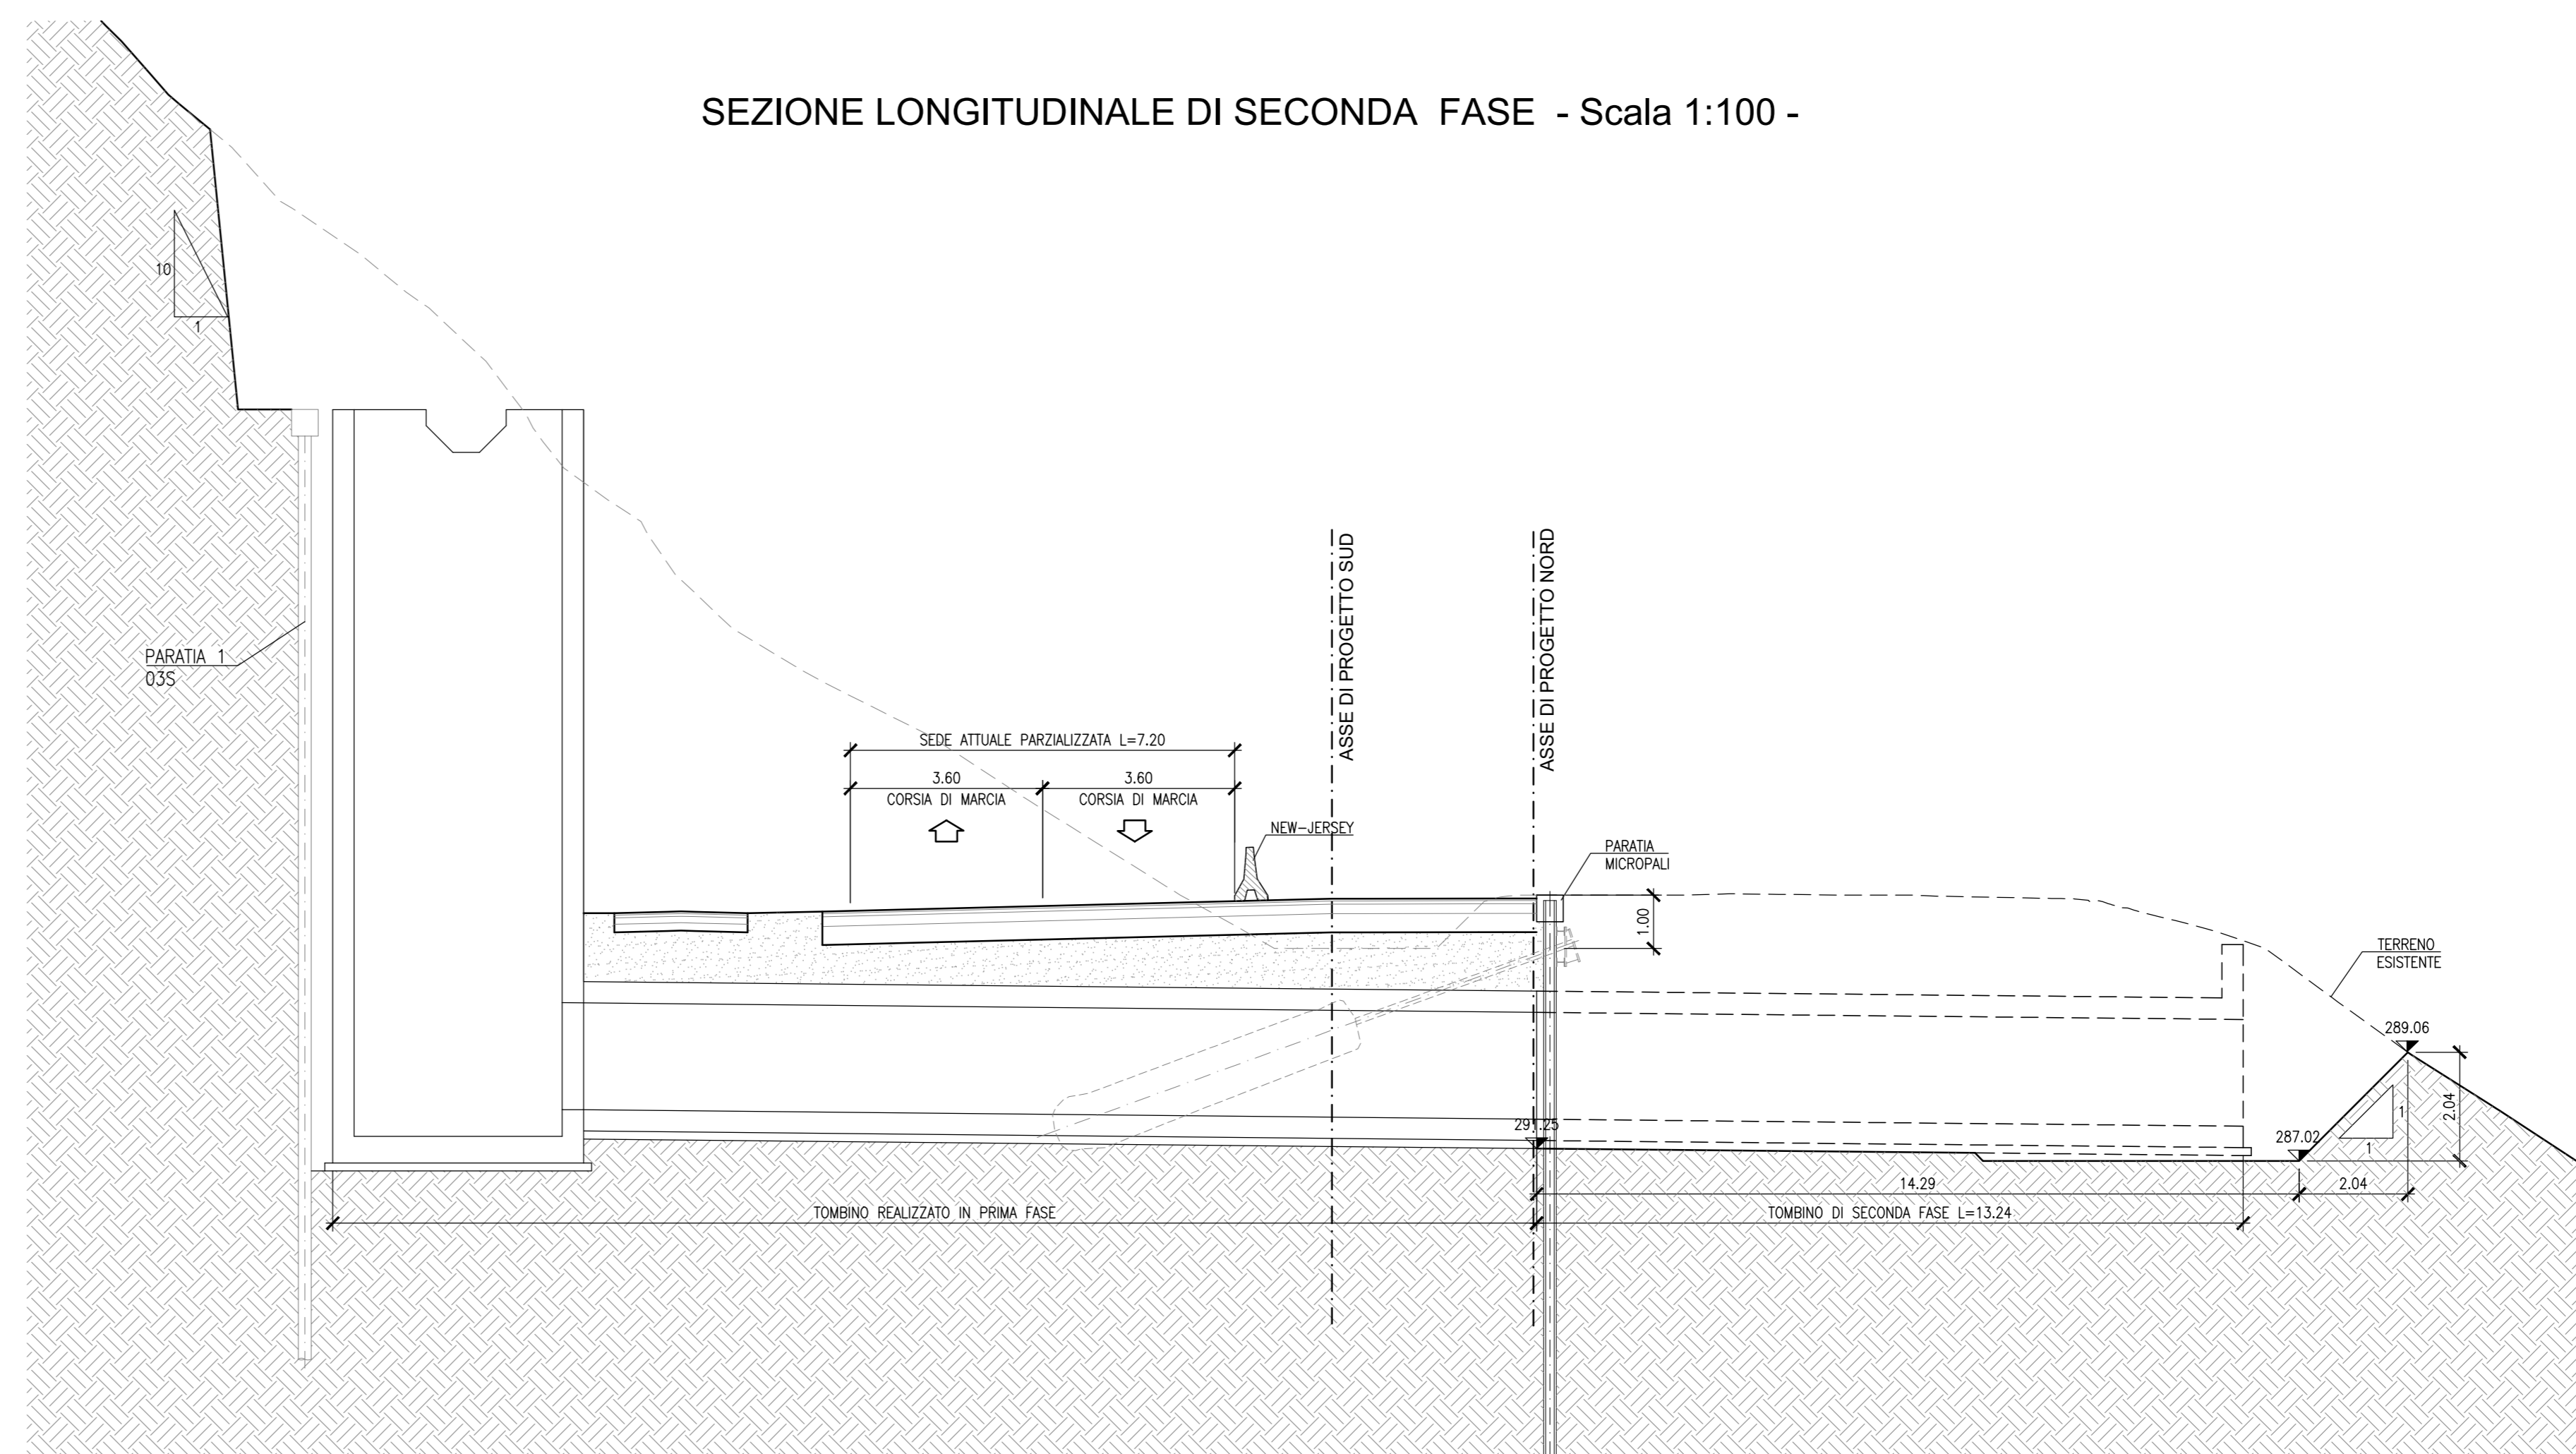 SEZIONE LONGITUDINALE DI SECONDA FASE - Scala 1:100 -
10
1
PARATIA 1
03S
ASSE DI PROGETTO SUD
ASSE DI PROGETTO NORD
SEDE ATTUALE PARZIALIZZATA L=7.20
3.60
3.60
CORSIA DI MARCIA
CORSIA DI MARCIA
NEW-JERSEY
PARATIA
MICROPALI
1.00
TERRENO
ESISTENTE
289.06
2.04
1
1
287.02
14.29
2.04
TOMBINO REALIZZATO IN PRIMA FASE
TOMBINO DI SECONDA FASE L=13.24